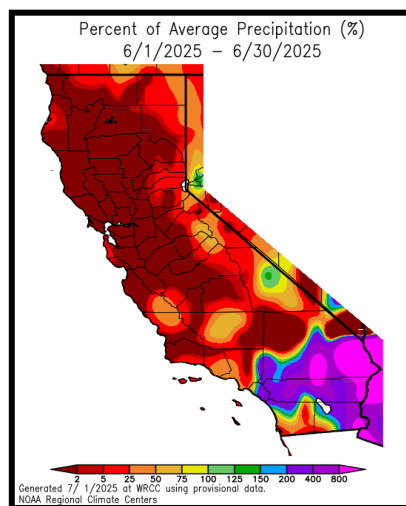 Percent of Average Precipitation (%)
6/1/2025 – 6/30/2025
2 5 25 50 75 100 125 150 200 400 800
Generated 7/ 1/2025 at WRCC using provisional data.
NOAA Regional Climate Centers